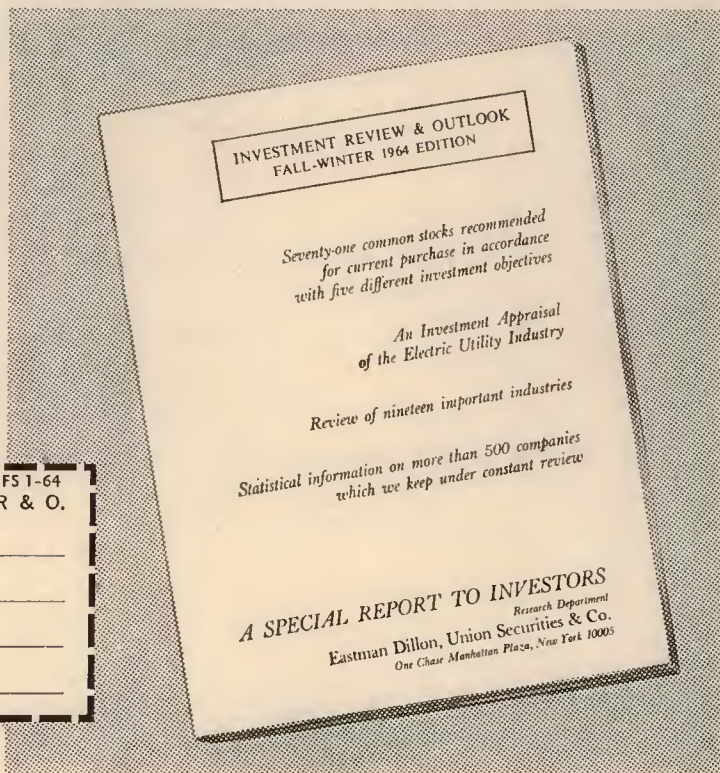 INVESTMENT REVIEW & OUTLOOK
FALL-WINTER 1964 EDITION
Seventy-one common stocks recommended
for current purchase in accordance
with five different investment objectives
An Investment Appraisal
of the Electric Utility Industry
Review of nineteen important industries
Statistical information on more than 500 companies
which we keep under constant review
A SPECIAL REPORT TO INVESTORS
Research Department
Eastman Dillon, Union Securities & Co.
One Chase Manhattan Plaza, New York 10005
FS 1-64
R & O.